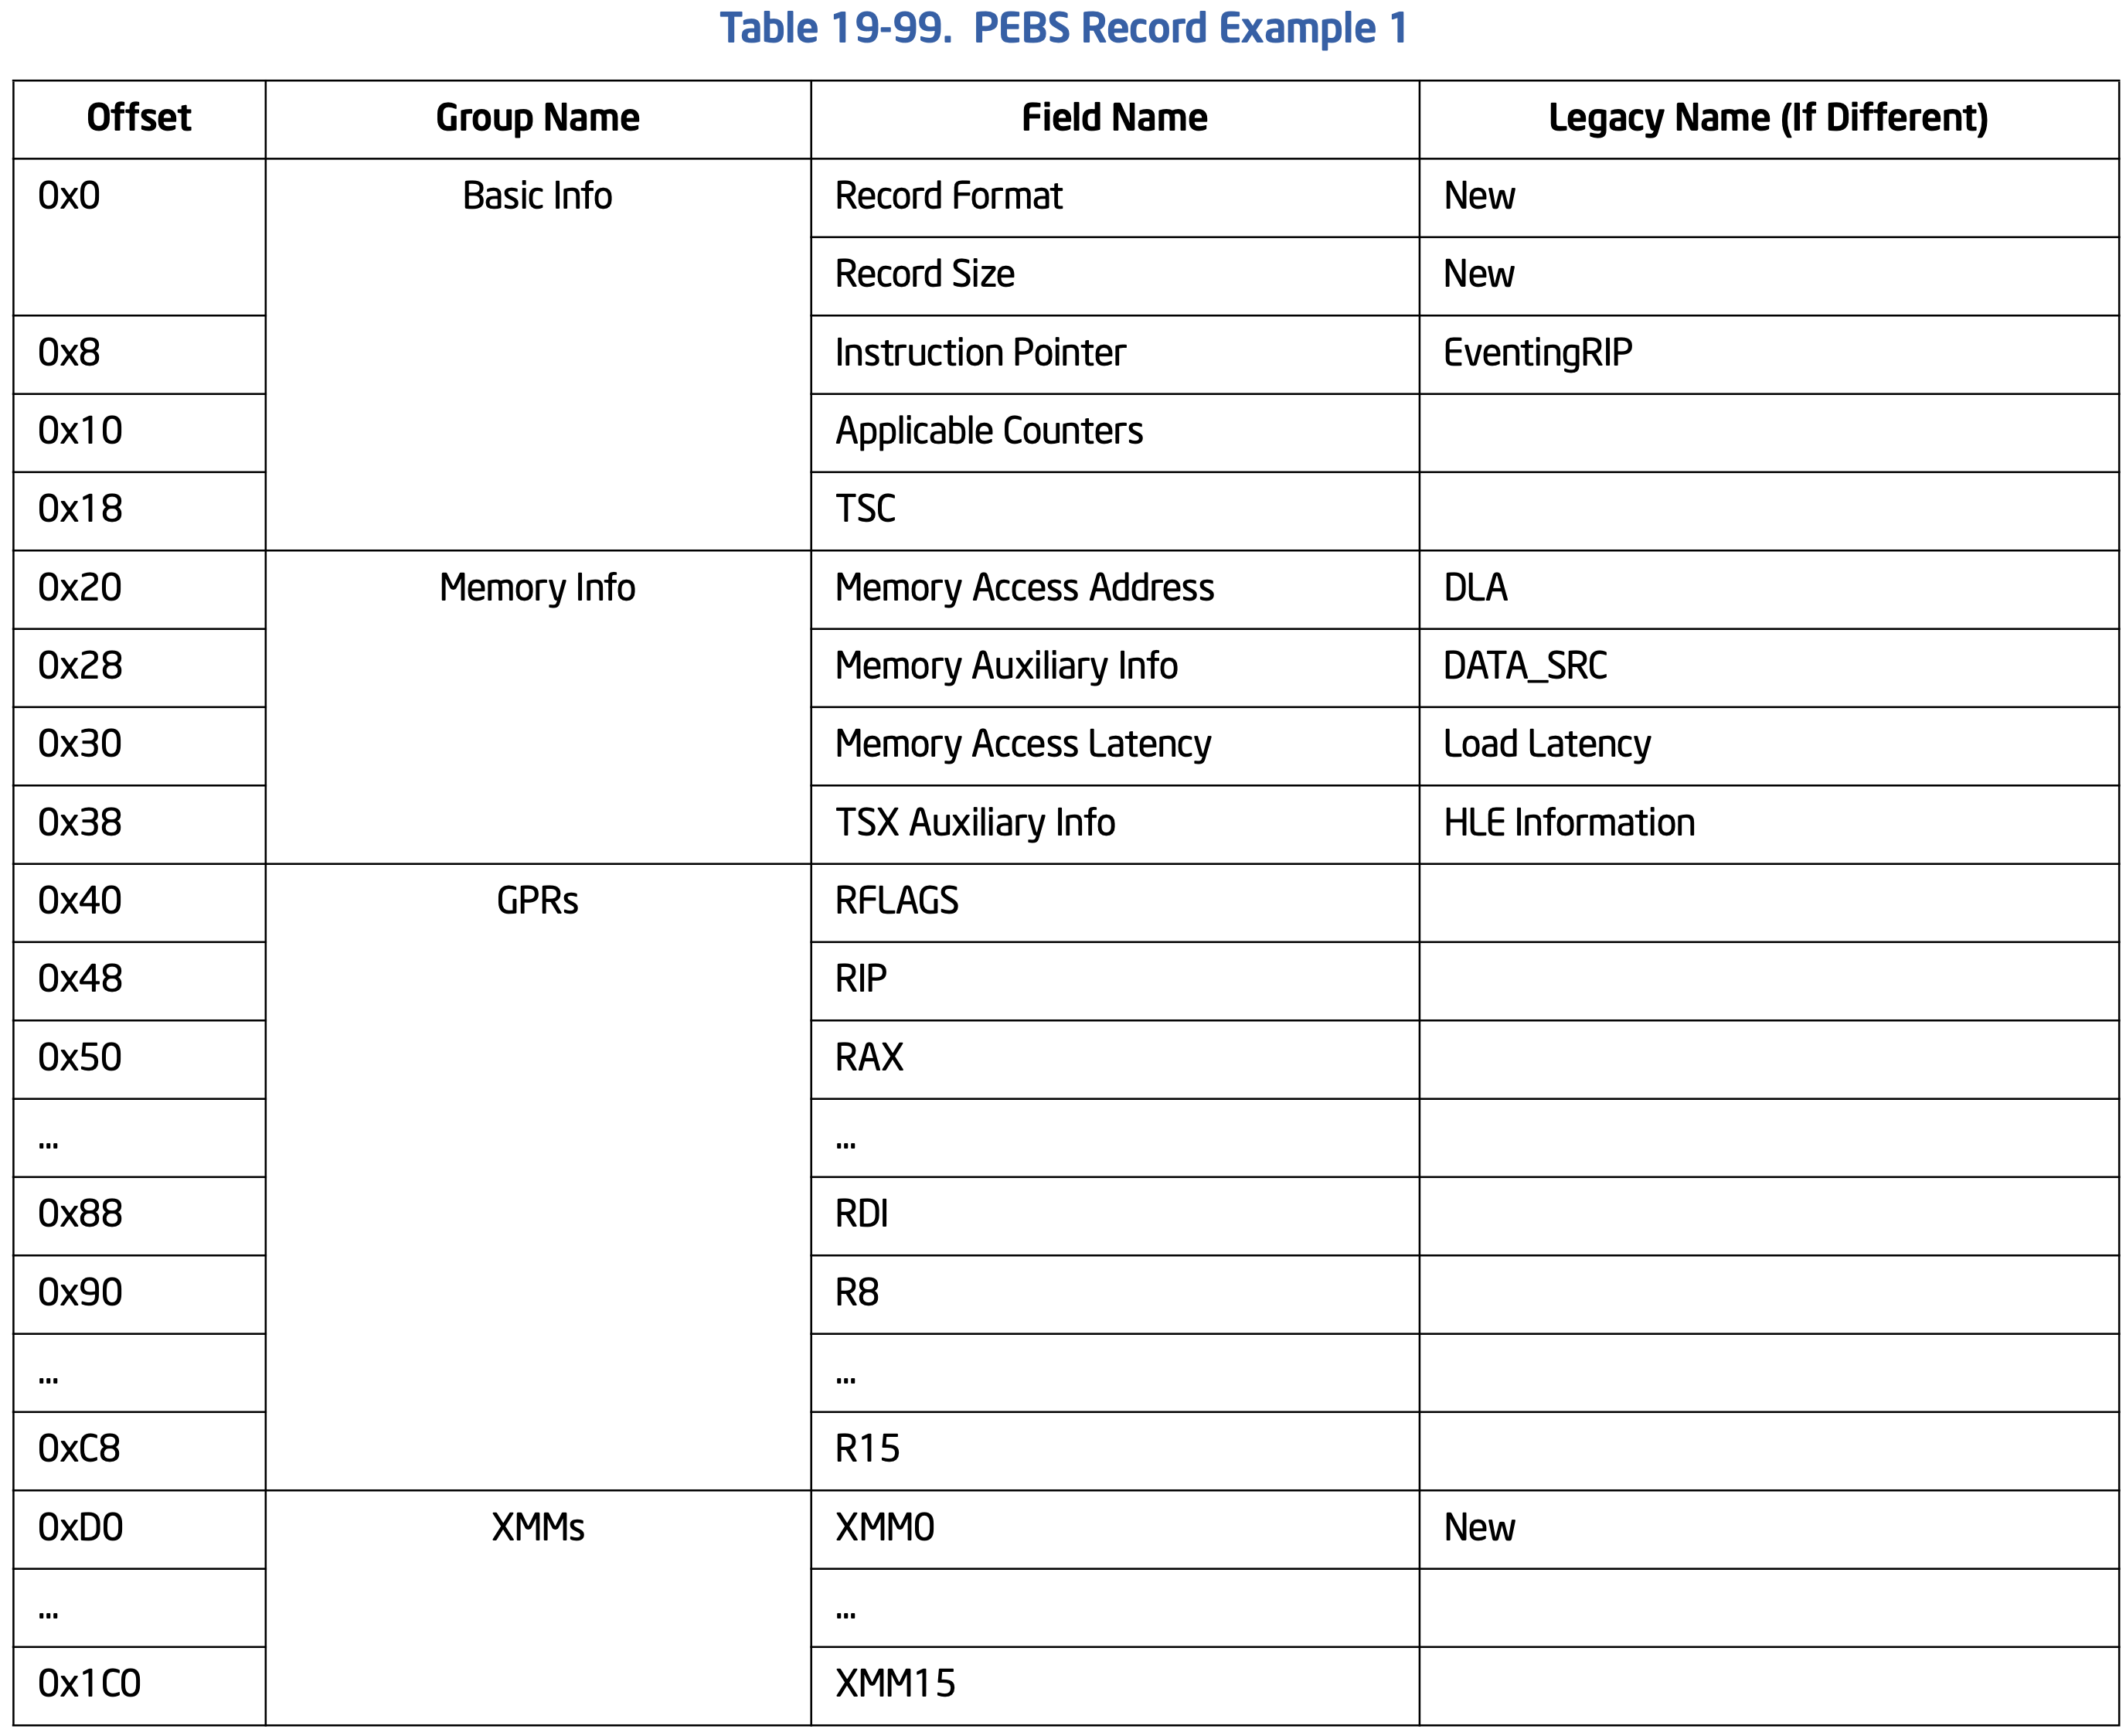 Table 19-99. PEBS Record Example 1
Offset Group Name Field Name Legacy Name (If Different)
0x0 Basic Info Record Format New
Record Size New
0x8 Instruction Pointer EventingRIP
0x10 Applicable Counters
0x18 TSC
0x20 Memory Info Memory Access Address DLA
0x28 Memory Auxiliary Info DATA_SRC
0x30 Memory Access Latency Load Latency
0x38 TSX Auxiliary Info HLE Information
0x40 GPRs RFLAGS
0x48 RIP
0x50 RAX
... ...
0x88 RDI
0x90 R8
... ...
0xC8 R15
0xD0 XMMs XMM0 New
... ...
0x1C0 XMM15